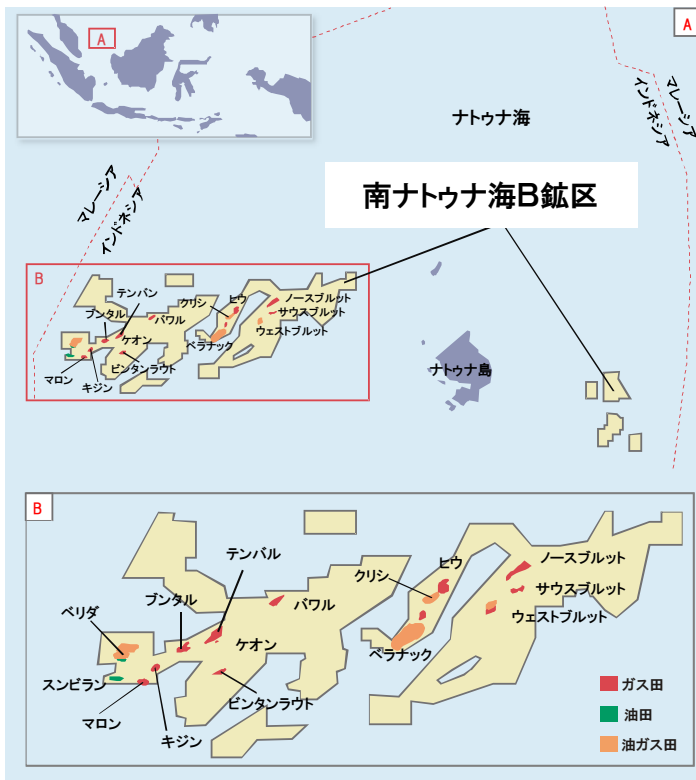 A
A
ナトゥナ海
マレーシア
インドネシア
マレーシア
インドネシア
南ナトゥナ海B鉱区
B
テンバン
ブンタル
バワル
クリシ
ヒウ
ノースブルット
サウスブルット
ウェストブルット
ケオン
ベラナック
ビンタンラウト
マロン
キジン
ナトゥナ島
B
テンバル
ヒウ
ノースブルット
クリシ
サウスブルット
ブンタル
バワル
ベリダ
ウェストブルット
ケオン
ベラナック
スンビラン
ビンタンラウト
マロン
キジン
ガス田
油田
油ガス田